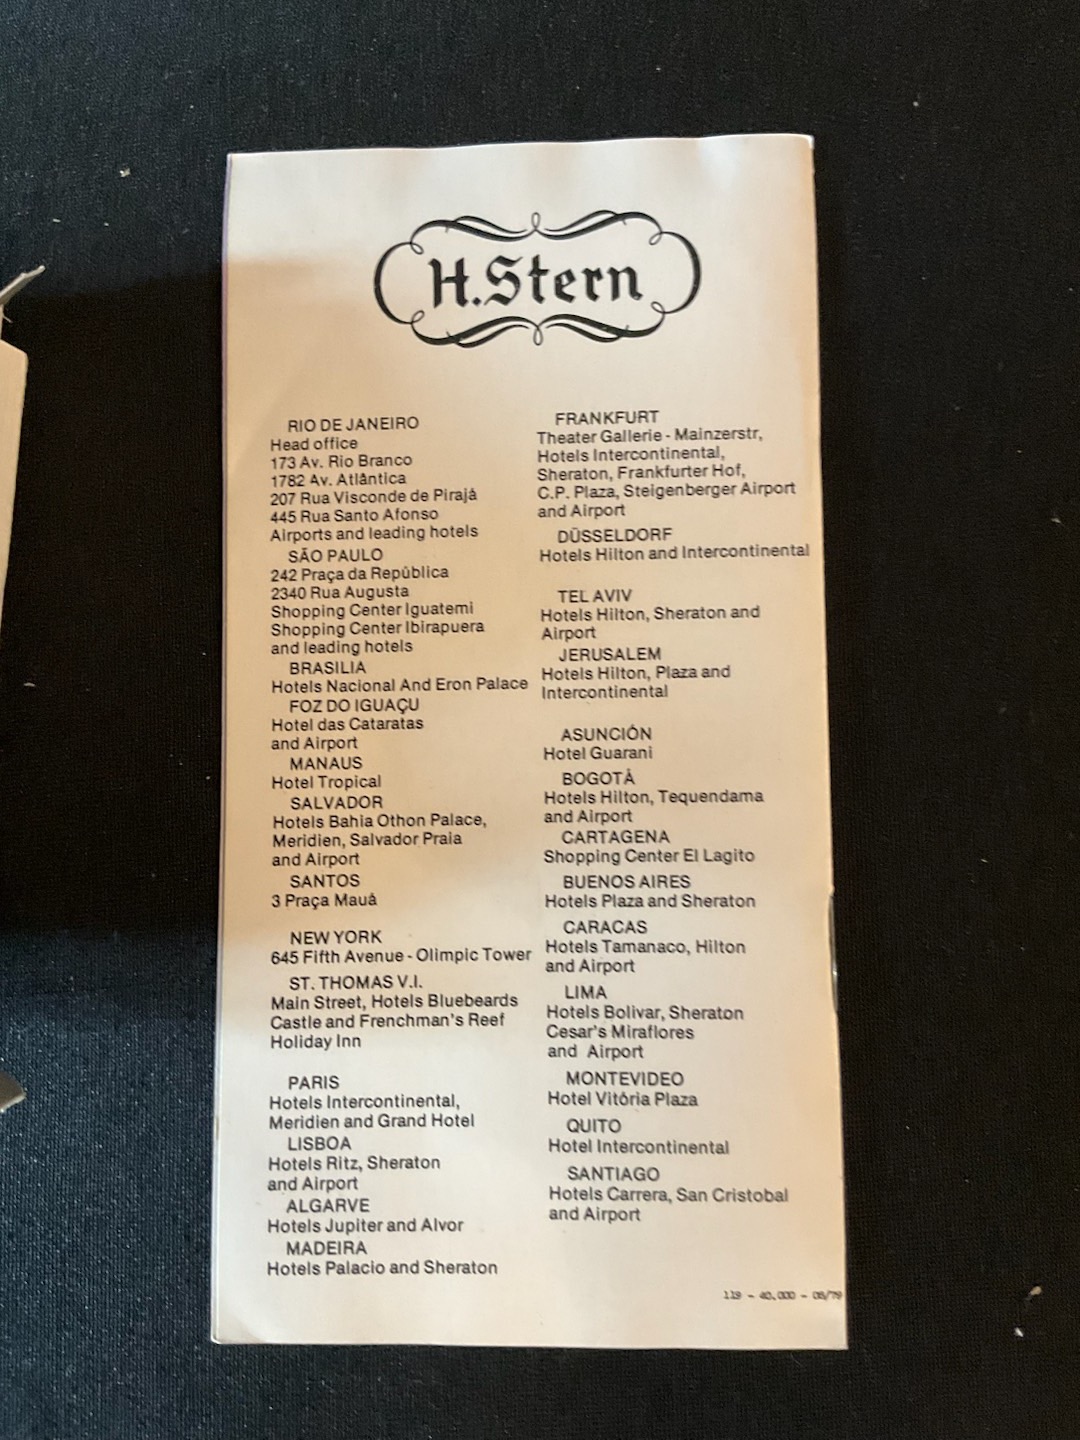 H.Stern
RIO DE JANEIRO
Head office
173 Av. Rio Branco
1782 Av. Atlântica
207 Rua Visconde de Pirajá
445 Rua Santo Afonso
Airports and leading hotels
SÃO PAULO
242 Praça da República
2340 Rua Augusta
Shopping Center Iguatemi
Shopping Center Ibirapuera
and leading hotels
BRASILIA
Hotels Nacional And Eron Palace
FOZ DO IGUAÇU
Hotel das Cataratas
and Airport
MANAUS
Hotel Tropical
SALVADOR
Hotels Bahia Othon Palace,
Meridien, Salvador Praia
and Airport
SANTOS
3 Praça Mauá
NEW YORK
645 Fifth Avenue - Olimpic Tower
ST. THOMAS V.I.
Main Street, Hotels Bluebeards
Castle and Frenchman's Reef
Holiday Inn
PARIS
Hotels Intercontinental,
Meridien and Grand Hotel
LISBOA
Hotels Ritz, Sheraton
and Airport
ALGARVE
Hotels Jupiter and Alvor
MADEIRA
Hotels Palacio and Sheraton
FRANKFURT
Theater Gallerie - Mainzerstr,
Hotels Intercontinental,
Sheraton, Frankfurter Hof,
C.P. Plaza, Steigenberger Airport
and Airport
DÜSSELDORF
Hotels Hilton and Intercontinental
TEL AVIV
Hotels Hilton, Sheraton and
Airport
JERUSALEM
Hotels Hilton, Plaza and
Intercontinental
ASUNCIÓN
Hotel Guarani
BOGOTÁ
Hotels Hilton, Tequendama
and Airport
CARTAGENA
Shopping Center El Lagito
BUENOS AIRES
Hotels Plaza and Sheraton
CARACAS
Hotels Tamanaco, Hilton
and Airport
LIMA
Hotels Bolivar, Sheraton
Cesar's Miraflores
and Airport
MONTEVIDEO
Hotel Vitória Plaza
QUITO
Hotel Intercontinental
SANTIAGO
Hotels Carrera, San Cristobal
and Airport
119 - 40.000 - 08/79